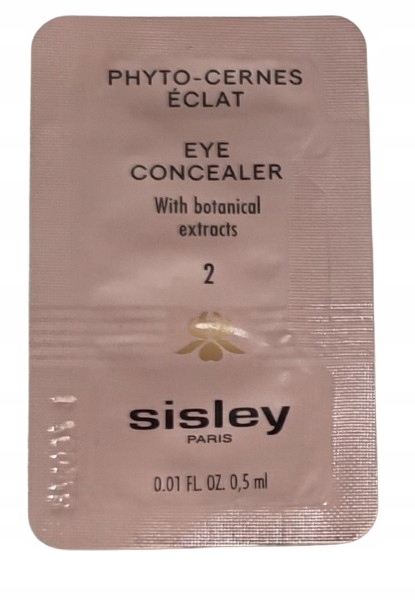 PHYTO-CERNES
ÉCLAT
EYE
CONCEALER
With botanical
extracts
2
sisley
PARIS
0.01 FL. OZ. 0,5 ml